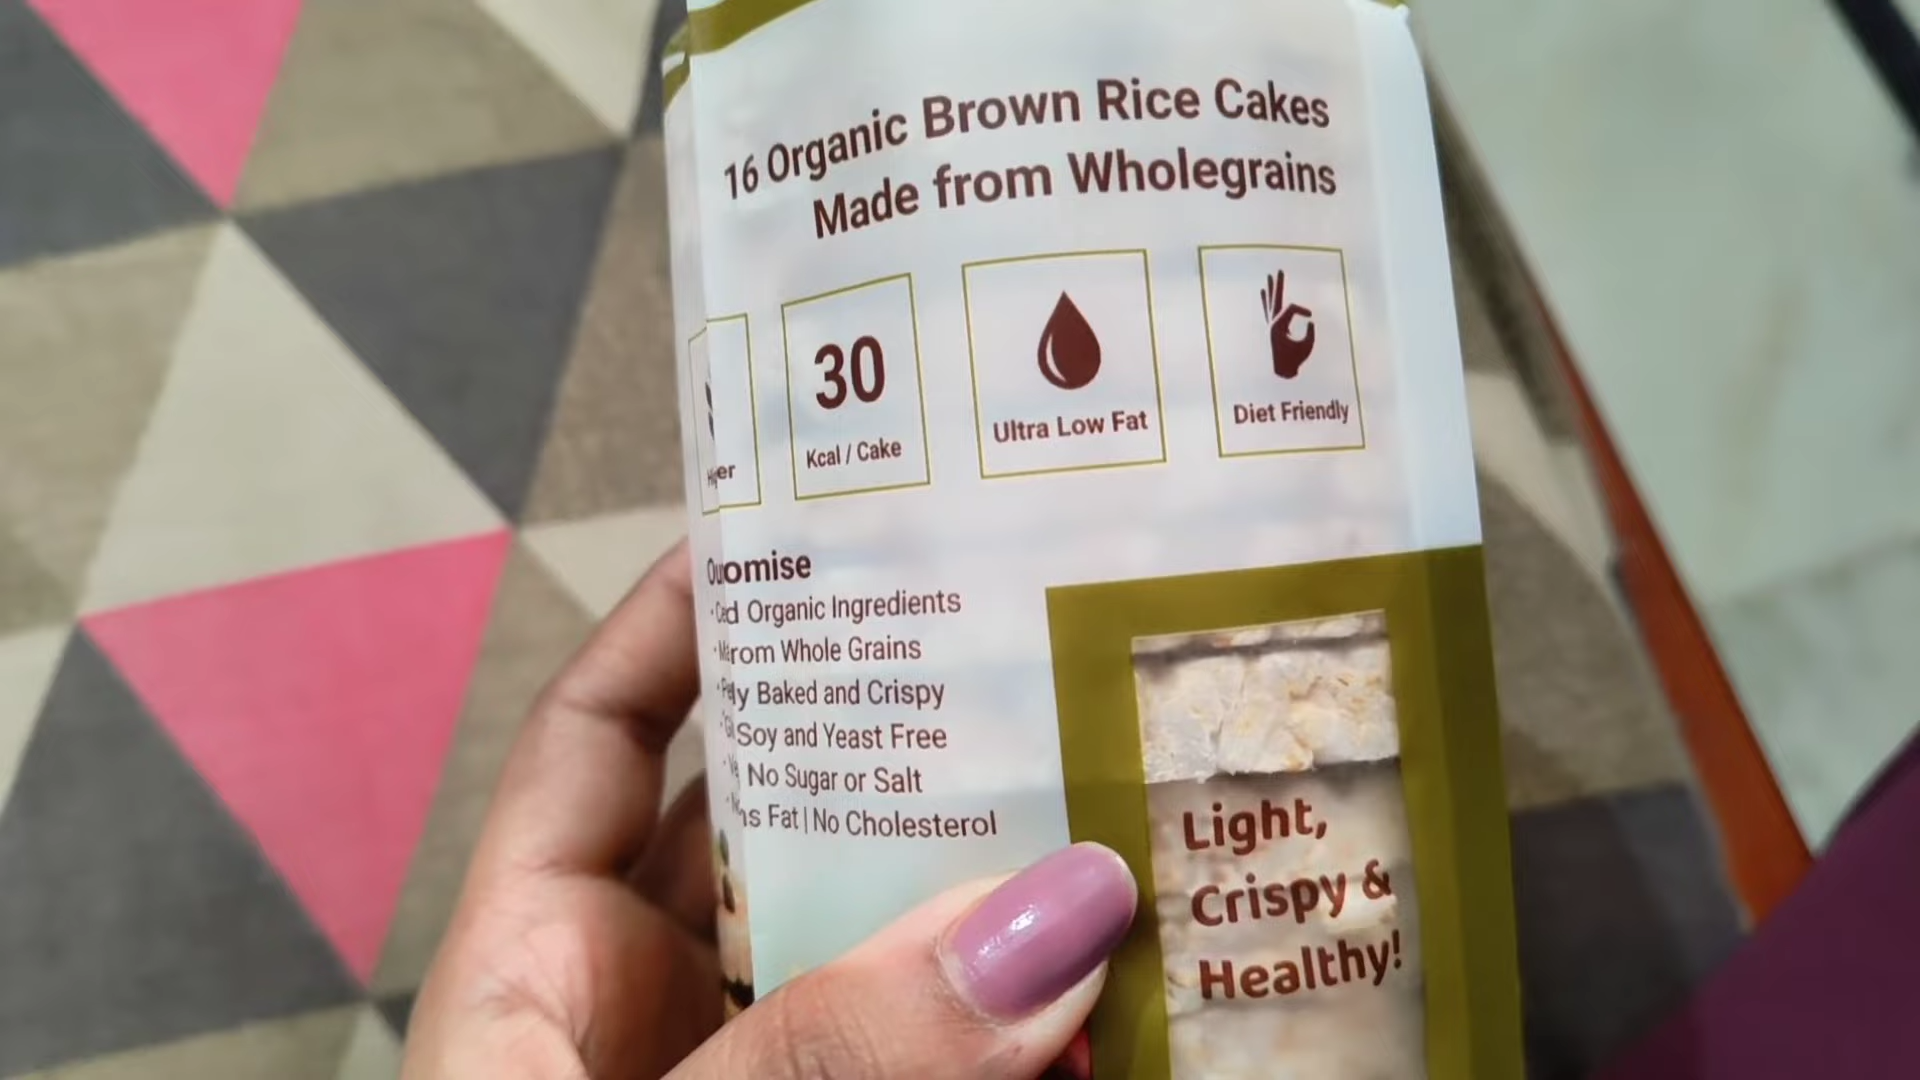 16 Organic Brown Rice Cakes
Made from Wholegrains
30
Kcal / Cake
Ultra Low Fat
Diet Friendly
Organic Ingredients
Whole Grains
Baked and Crispy
Soy and Yeast Free
No Sugar or Salt
Fat | No Cholesterol
Light,
Crispy &
Healthy!